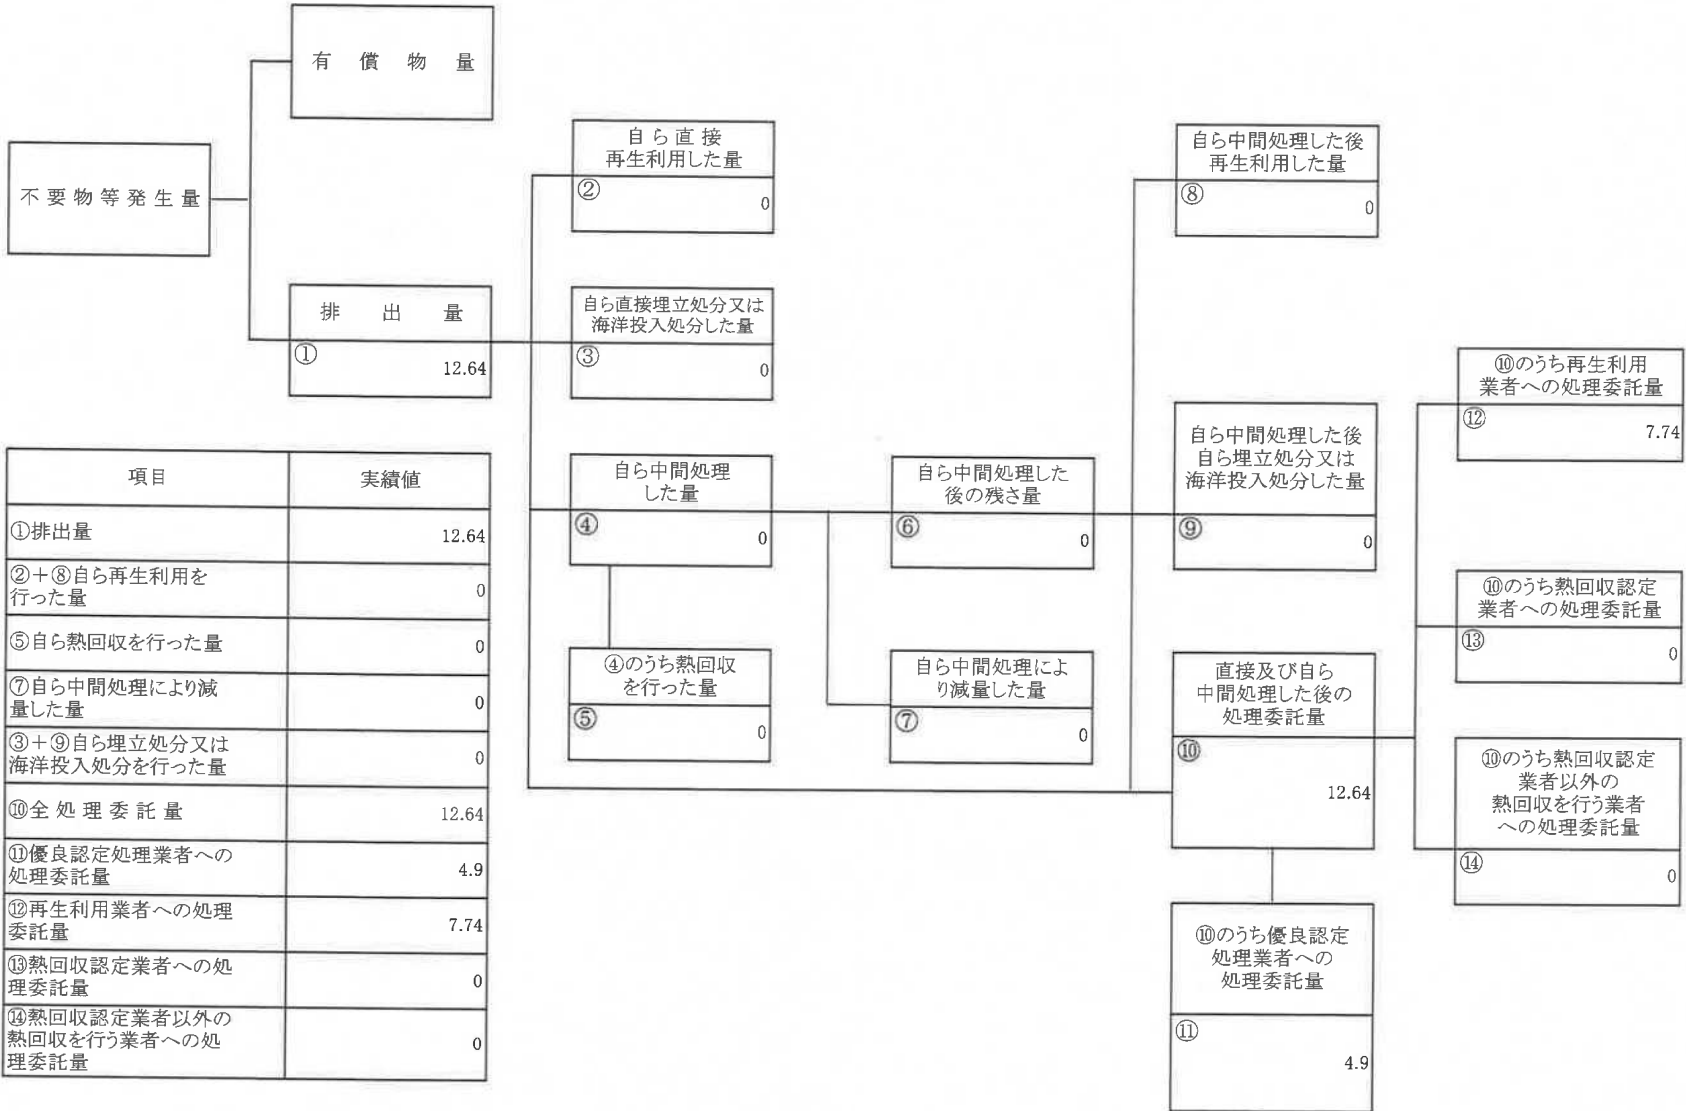 有償物量
不要物等発生量
排出量
①
12.64
自ら直接
再生利用した量
②
0
自ら直接埋立処分又は
海洋投入処分した量
③
0
自ら中間処理
した量
④
0
④のうち熱回収
を行った量
⑤
0
自ら中間処理した
後の残さ量
⑥
0
自ら中間処理によ
り減量した量
⑦
0
自ら中間処理した後
再生利用した量
⑧
0
自ら中間処理した後
自ら埋立処分又は
海洋投入処分した量
⑨
0
直接及び自ら
中間処理した後の
処理委託量
⑩
12.64
⑩のうち優良認定
処理業者への
処理委託量
⑪
4.9
⑩のうち再生利用
業者への処理委託量
⑫
7.74
⑩のうち熱回収認定
業者への処理委託量
⑬
0
⑩のうち熱回収認定
業者以外の
熱回収を行う業者
への処理委託量
⑭
0
項目 実績値
①排出量 12.64
②+⑧自ら再生利用を
行った量 0
⑤自ら熱回収を行った量 0
⑦自ら中間処理により減
量した量 0
③+⑨自ら埋立処分又は
海洋投入処分を行った量 0
⑩全処理委託量 12.64
⑪優良認定処理業者への
処理委託量 4.9
⑫再生利用業者への処理
委託量 7.74
⑬熱回収認定業者への処
理委託量 0
⑭熱回収認定業者以外の
熱回収を行う業者への処
理委託量 0